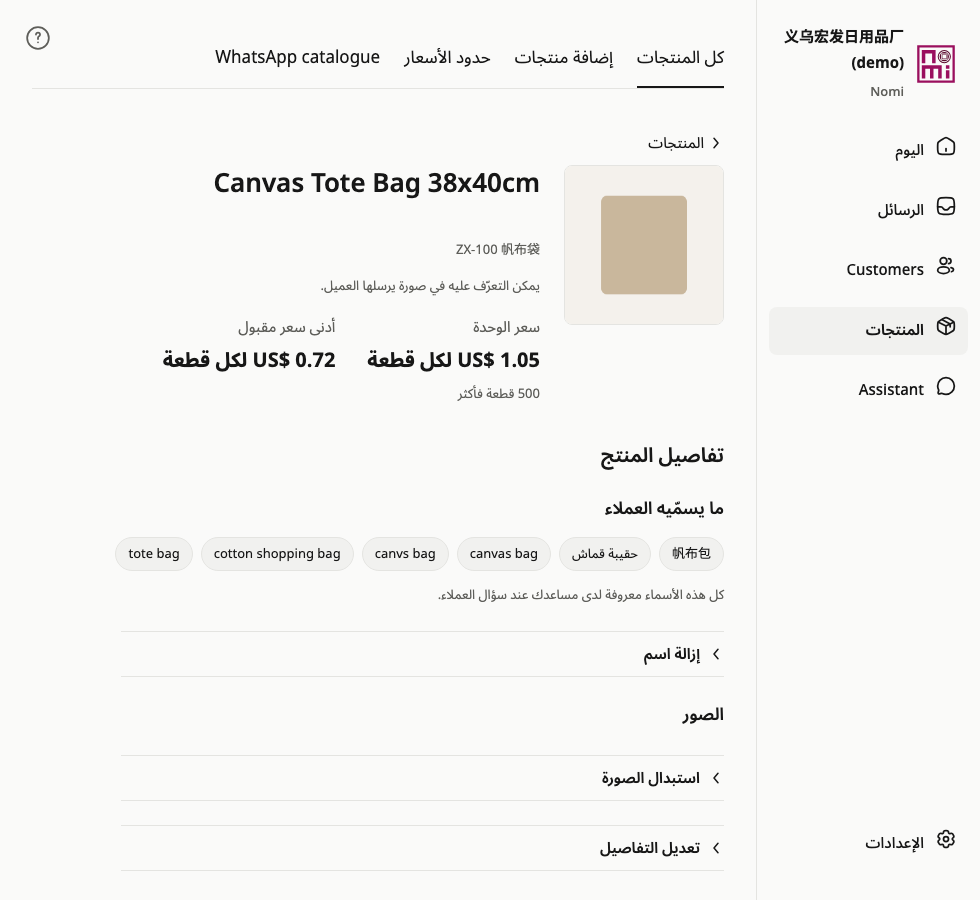 义乌宏发日用品厂
(demo)
Nomi
اليوم
الرسائل
Customers
المنتجات
Assistant
الإعدادات
كل المنتجات
إضافة منتجات
حدود الأسعار
WhatsApp catalogue
المنتجات
Canvas Tote Bag 38x40cm
ZX-100 帆布袋
يمكن التعرّف عليه في صورة يرسلها العميل.
سعر الوحدة
US$ 1.05 لكل قطعة
500 قطعة فأكثر
أدنى سعر مقبول
US$ 0.72 لكل قطعة
تفاصيل المنتج
ما يسمّيه العملاء
帆布包
حقيبة قماش
canvas bag
canvs bag
cotton shopping bag
tote bag
كل هذه الأسماء معروفة لدى مساعدك عند سؤال العملاء.
إزالة اسم
الصور
استبدال الصورة
تعديل التفاصيل